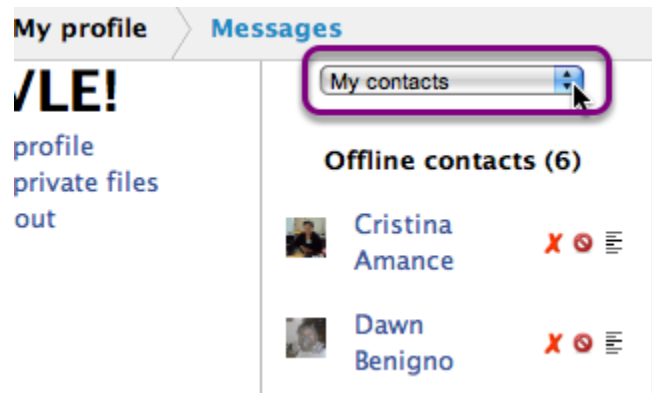 My profile Messages
VLE!
profile
private files
out
My contacts
Offline contacts (6)
Cristina
Amance
Dawn
Benigno